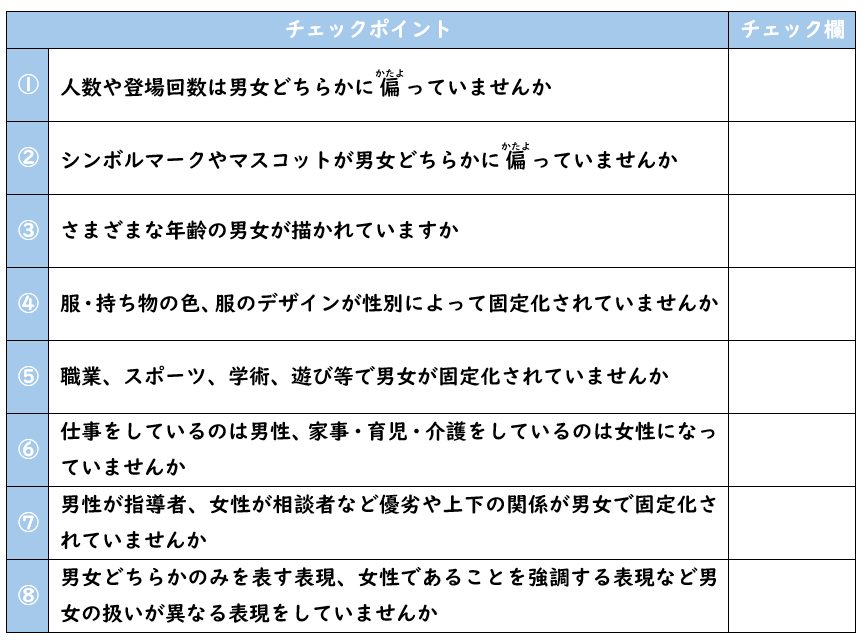 チェックポイント チェック欄
① 人数や登場回数は男女どちらかに偏(かたよ)っていませんか
② シンボルマークやマスコットが男女どちらかに偏(かたよ)っていませんか
③ さまざまな年齢の男女が描かれていますか
④ 服・持ち物の色、服のデザインが性別によって固定化されていませんか
⑤ 職業、スポーツ、学術、遊び等で男女が固定化されていませんか
⑥ 仕事をしているのは男性、家事・育児・介護をしているのは女性になっ
ていませんか
⑦ 男性が指導者、女性が相談者など優劣や上下の関係が男女で固定化さ
れていませんか
⑧ 男女どちらかのみを表す表現、女性であることを強調する表現など男
女の扱いが異なる表現をしていませんか